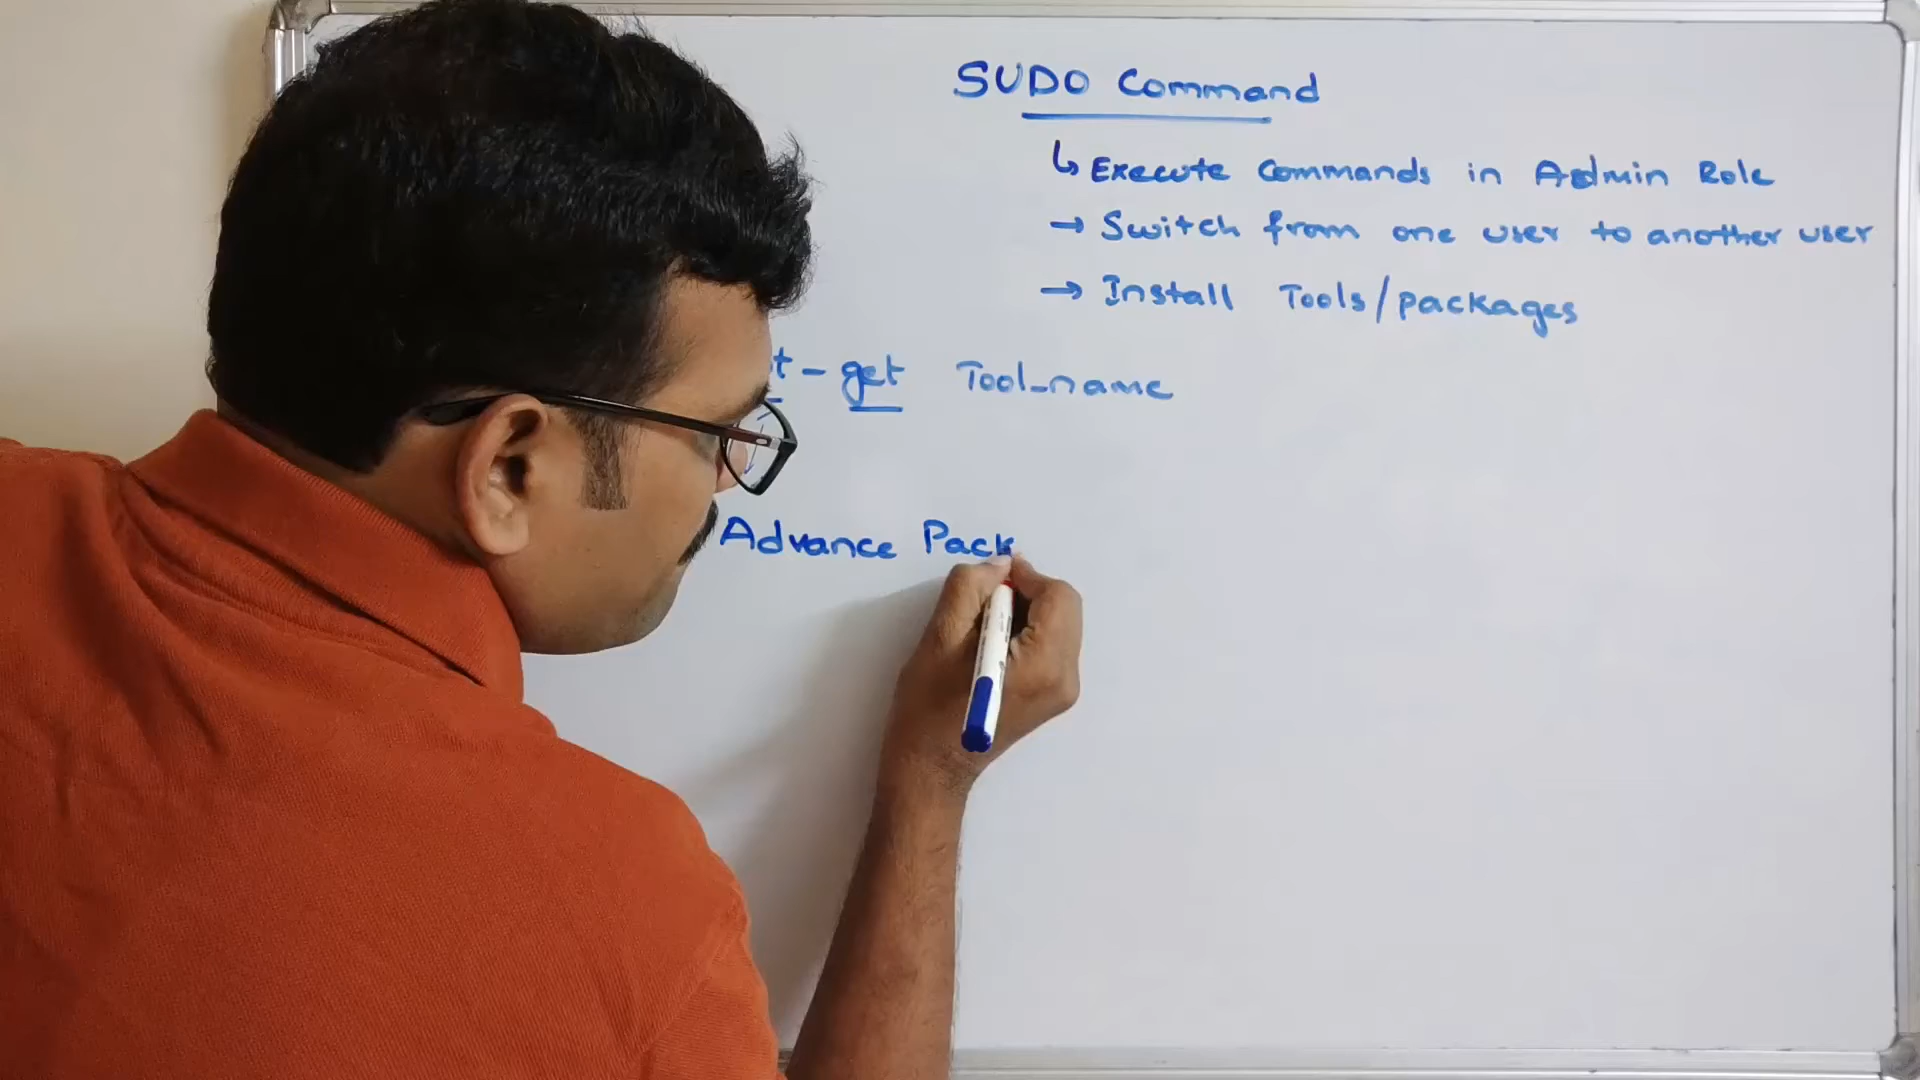 SUDO Command
↳ Execute Commands in Admin Role
→ Switch from one user to another user
→ Install Tools/packages
t - get Tool_name
Advance Pack